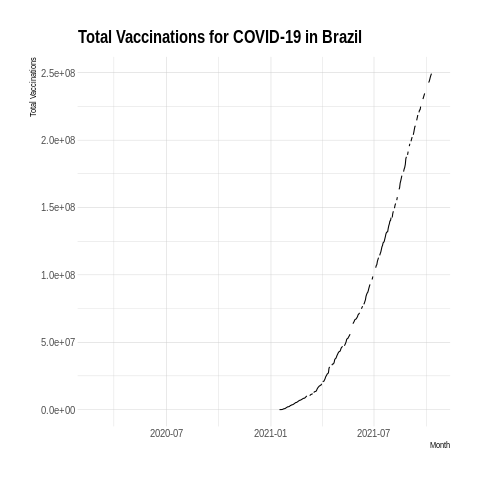 Total Vaccinations for COVID-19 in Brazil
Total Vaccinations
2.5e+08
2.0e+08
1.5e+08
1.0e+08
5.0e+07
0.0e+00
2020-07 2021-01 2021-07
Month